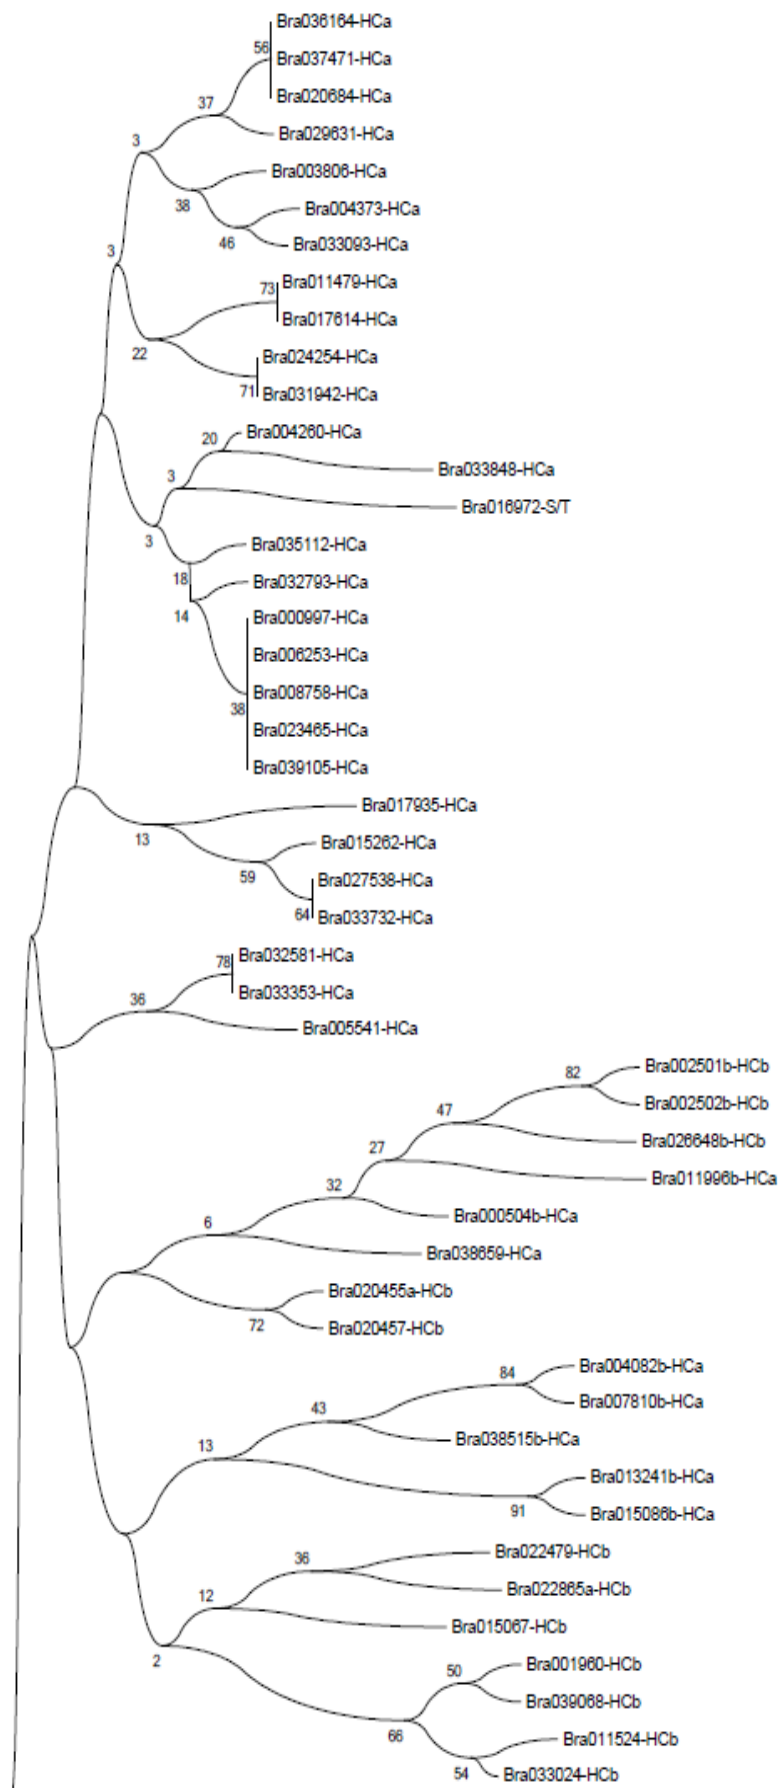 Bra036164-HCa
56
Bra037471-HCa
Bra020684-HCa
37
Bra029631-HCa
3
Bra003806-HCa
38
Bra004373-HCa
46
Bra033093-HCa
3
73
Bra011479-HCa
Bra017614-HCa
22
Bra024254-HCa
71
Bra031942-HCa
20
Bra004260-HCa
Bra033848-HCa
3
Bra016972-S/T
3
Bra035112-HCa
18
Bra032793-HCa
14
Bra000997-HCa
Bra006253-HCa
Bra008758-HCa
38
Bra023465-HCa
Bra039105-HCa
Bra017935-HCa
13
Bra015262-HCa
59
Bra027538-HCa
64
Bra033732-HCa
78
Bra032581-HCa
Bra033353-HCa
36
Bra005541-HCa
82
Bra002501b-HCb
Bra002502b-HCb
47
Bra026648b-HCb
27
Bra011996b-HCa
32
Bra000504b-HCa
6
Bra038659-HCa
Bra020455a-HCb
72
Bra020457-HCb
84
Bra004082b-HCa
Bra007810b-HCa
43
Bra038515b-HCa
13
Bra013241b-HCa
91
Bra015086b-HCa
36
Bra022479-HCb
Bra022865a-HCb
12
Bra015067-HCb
2
50
Bra001960-HCb
Bra039068-HCb
66
Bra011524-HCb
54
Bra033024-HCb